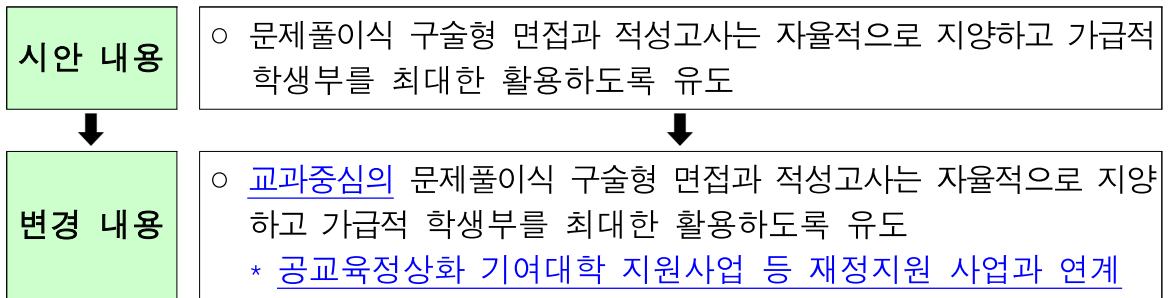 시안 내용
○ 문제풀이식 구술형 면접과 적성고사는 자율적으로 지양하고 가급적
학생부를 최대한 활용하도록 유도
변경 내용
○ 교과중심의 문제풀이식 구술형 면접과 적성고사는 자율적으로 지양
하고 가급적 학생부를 최대한 활용하도록 유도
* 공교육정상화 기여대학 지원사업 등 재정지원 사업과 연계